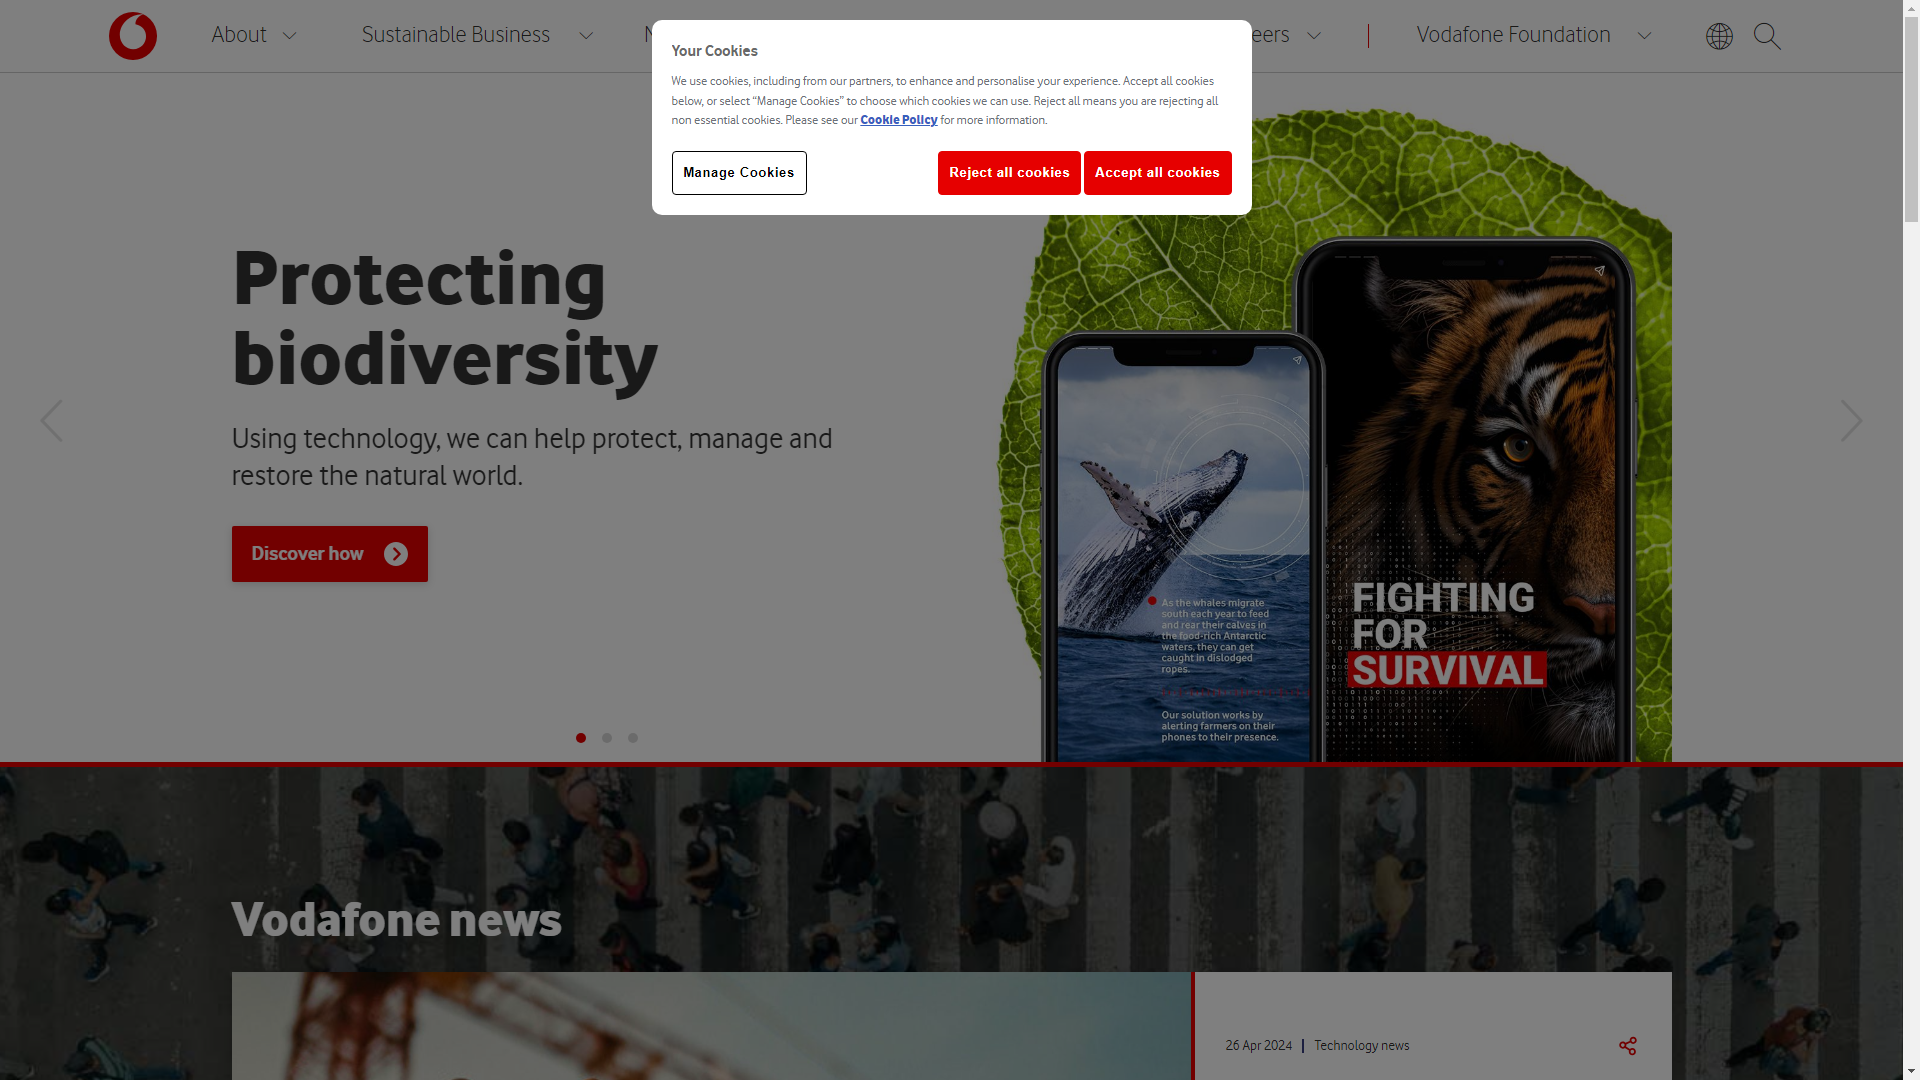 About
Sustainable Business
Vodafone Foundation
Your Cookies
We use cookies, including from our partners, to enhance and personalise your experience. Accept all cookies
below, or select “Manage Cookies” to choose which cookies we can use. Reject all means you are rejecting all
non essential cookies. Please see our Cookie Policy for more information.
Manage Cookies
Reject all cookies
Accept all cookies
Protecting
biodiversity
Using technology, we can help protect, manage and
restore the natural world.
Discover how
As the whales migrate
south each year to feed
and rear their calves in
the food-rich Antarctic
waters, they can get
caught in dislodged
ropes.
Our solution works by
alerting farmers on their
phones to their presence.
FIGHTING
FOR
SURVIVAL
Vodafone news
26 Apr 2024 | Technology news